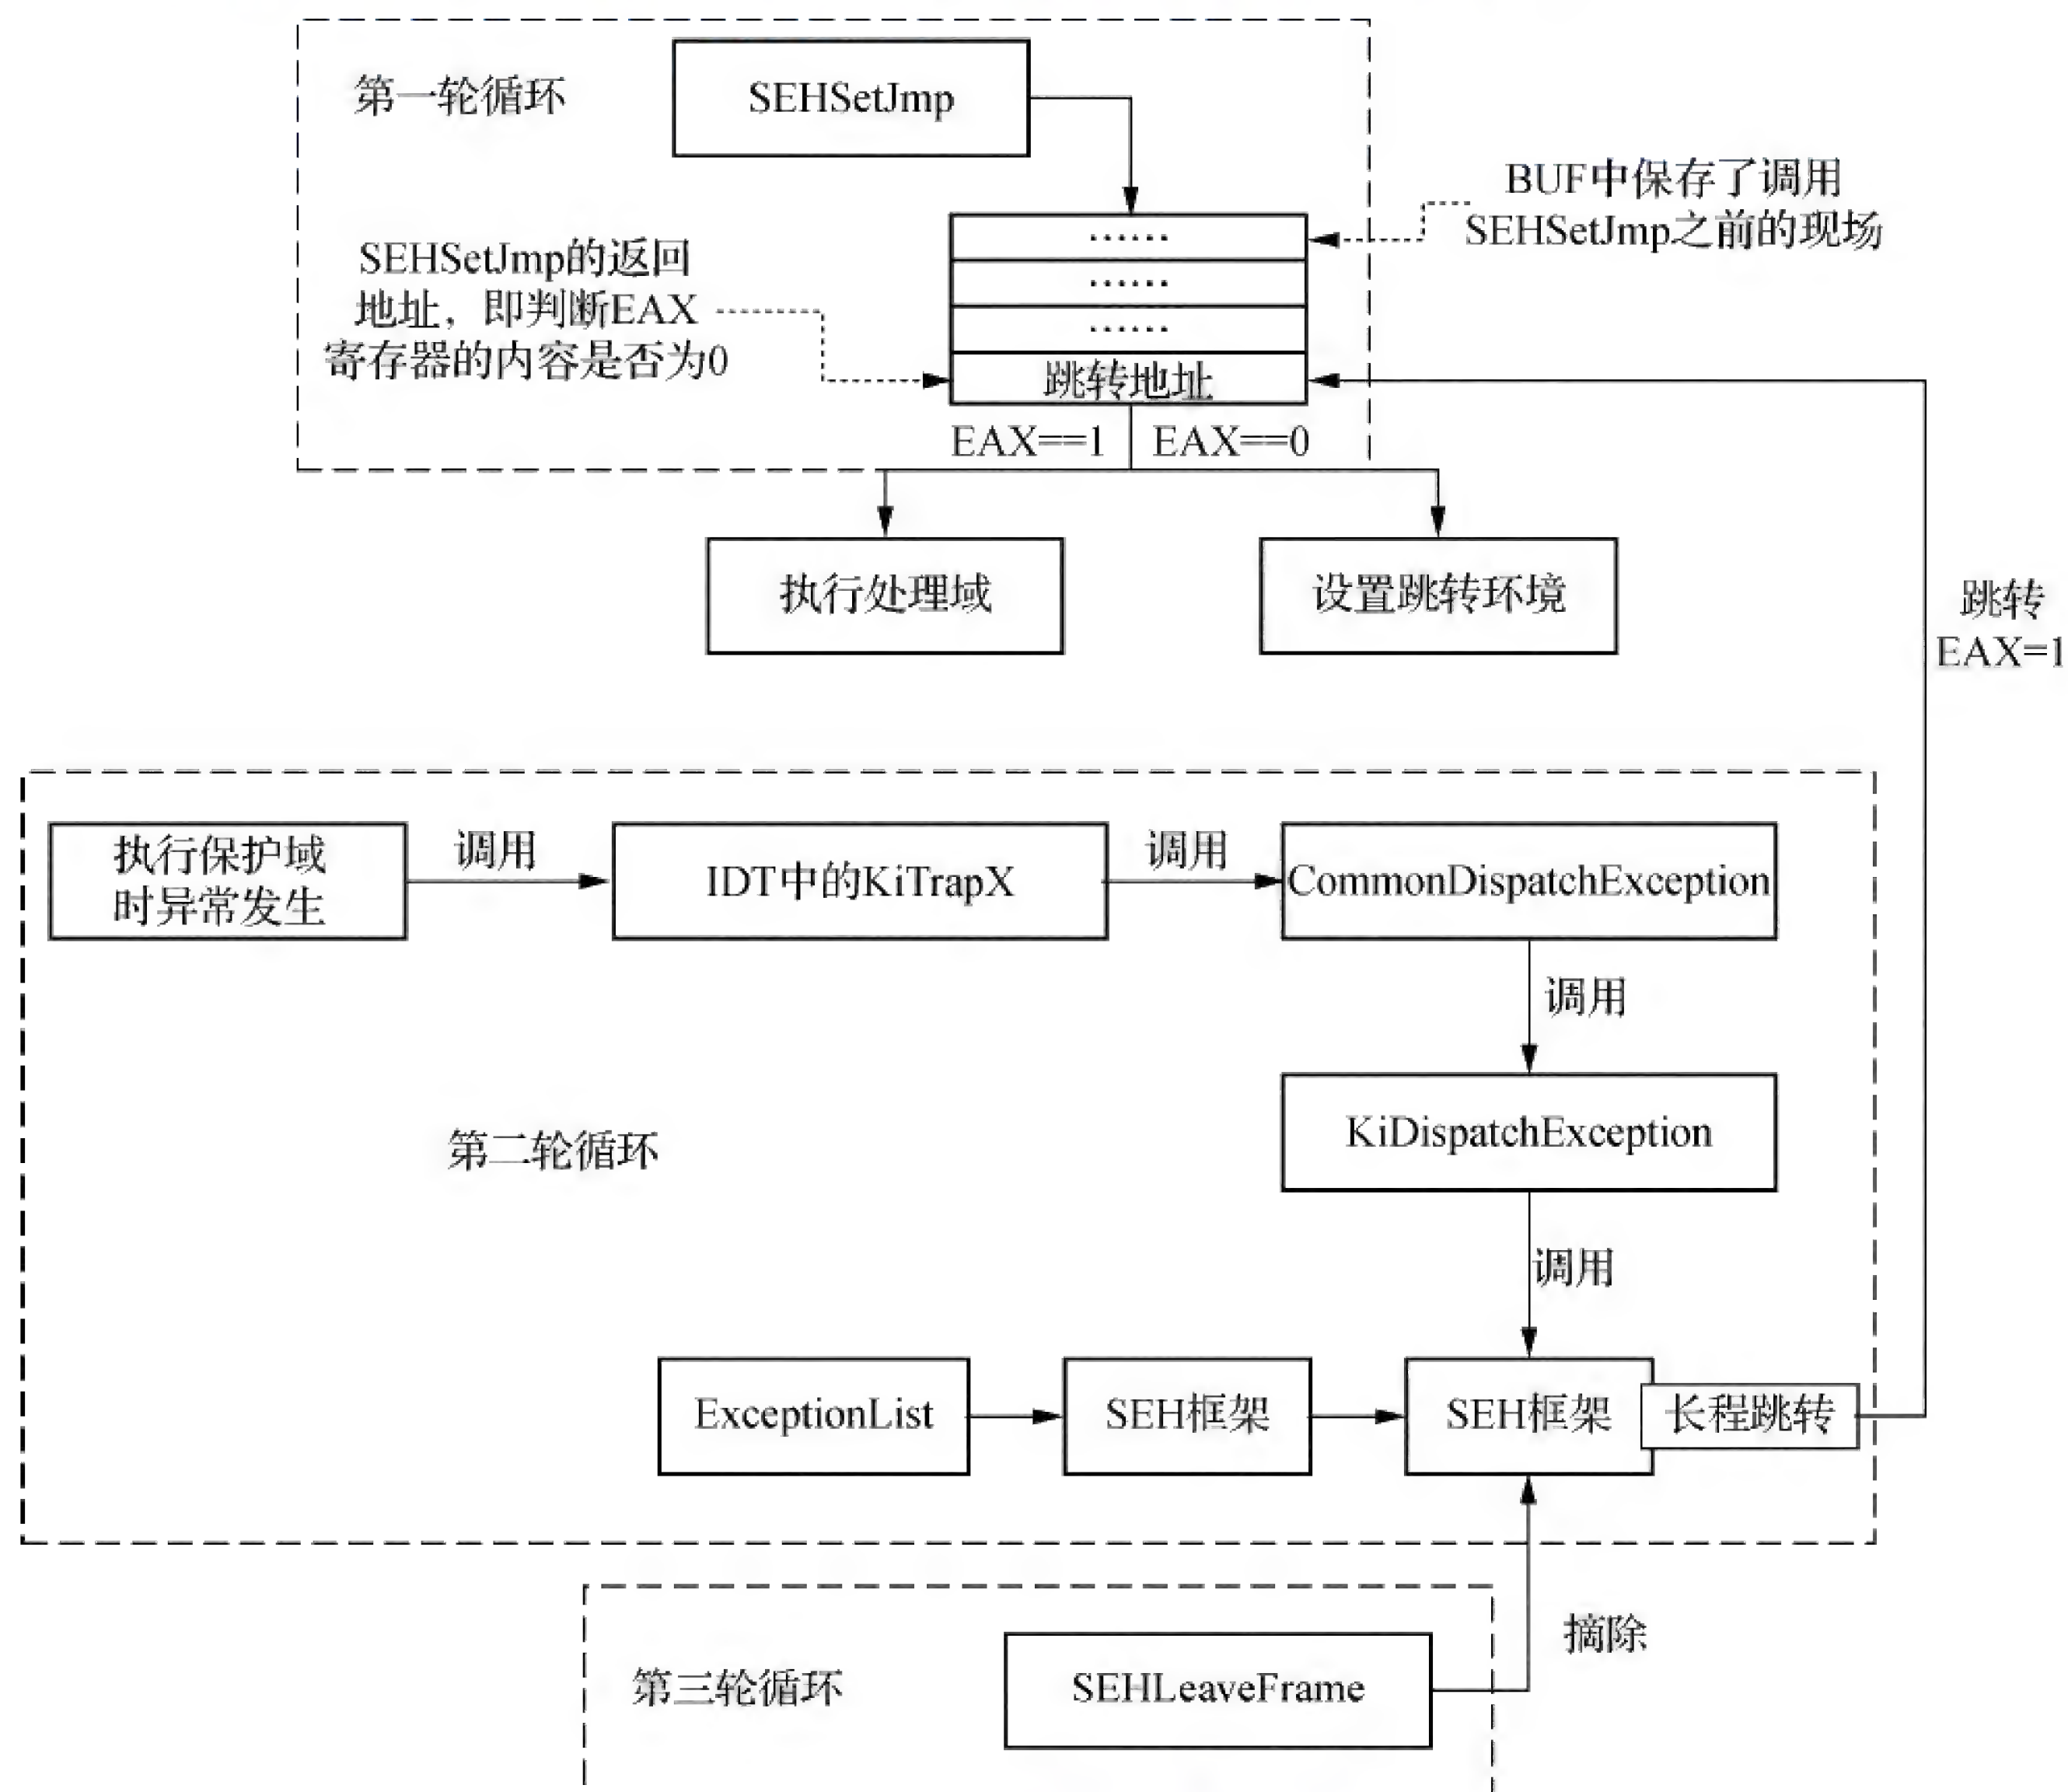 第一轮循环
SEHSetJmp
BUF中保存了调用
SEHSetJmp之前的现场
SEHSetJmp的返回
地址，即判断EAX
寄存器的内容是否为0
……
……
……
跳转地址
EAX==1
EAX==0
执行处理域
设置跳转环境
跳转
EAX=1
执行保护域
时异常发生
调用
IDT中的KiTrapX
调用
CommonDispatchException
调用
KiDispatchException
第二轮循环
调用
ExceptionList
SEH框架
SEH框架
长程跳转
摘除
第三轮循环
SEHLeaveFrame